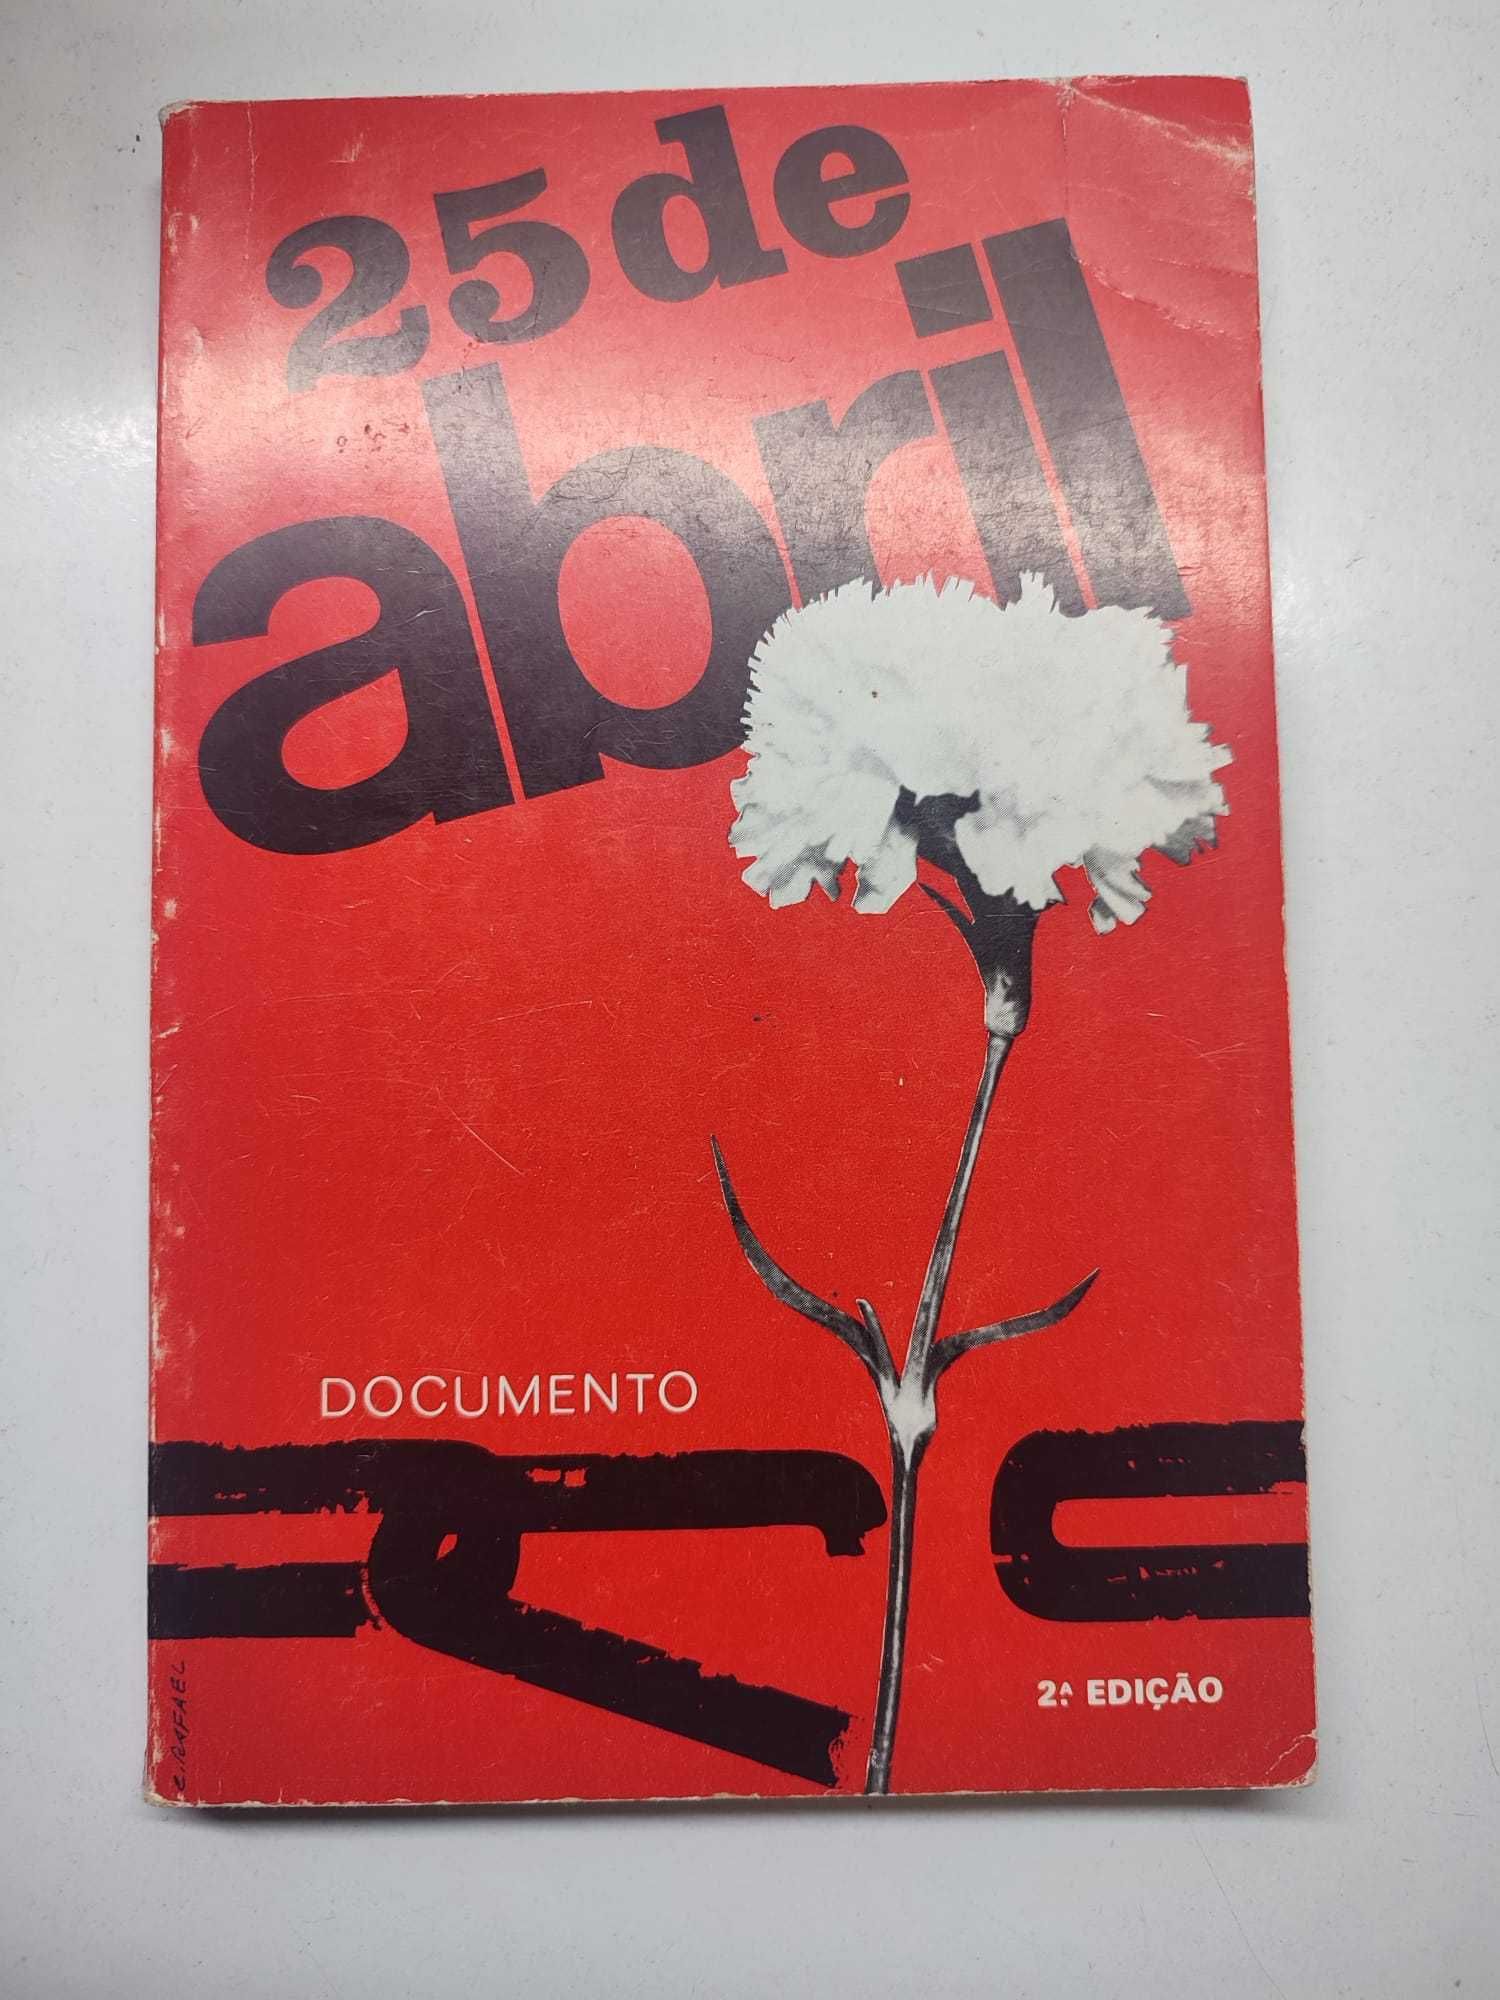 25 de
abril
DOCUMENTO
2.ª EDIÇÃO
C. RAFAEL